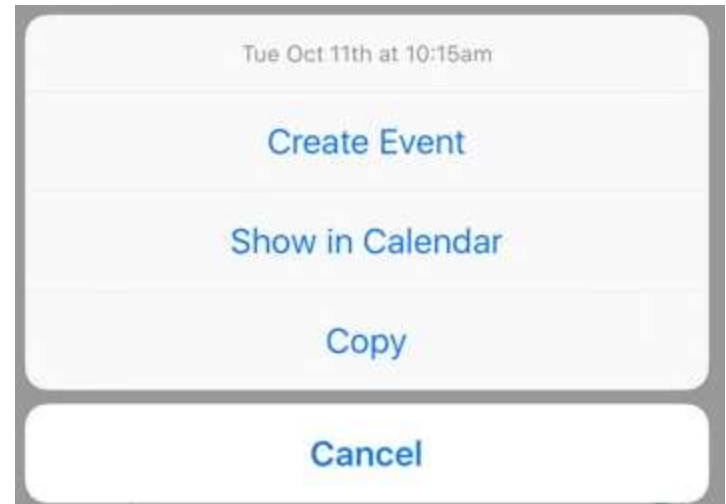 Tue Oct 11th at 10:15am
Create Event
Show in Calendar
Copy
Cancel